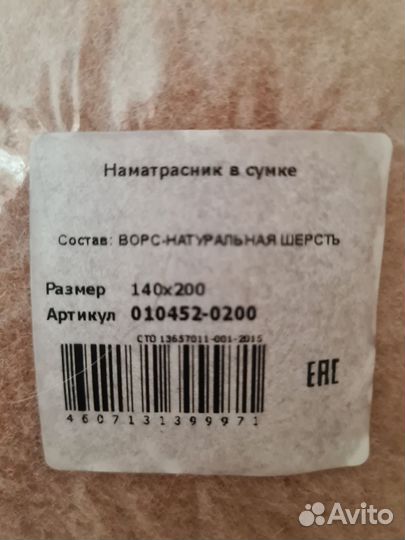 Наматрасник в сумке
Состав: ВОРС-НАТУРАЛЬНАЯ ШЕРСТЬ
Размер 140х200
Артикул 010452-0200
СТО 13657011-001-2015
4607131399971
EAC
Avito